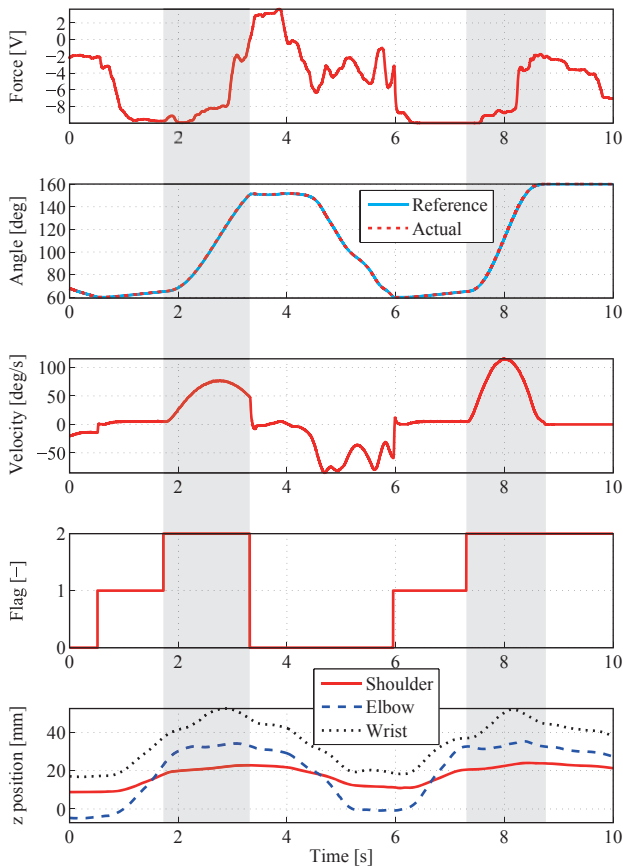 Force [V]
2
0
−2
−4
−6
−8
0 2 4 6 8 10
Angle [deg]
160
140
120
100
80
60
Reference
Actual
0 2 4 6 8 10
Velocity [deg/s]
100
50
0
−50
0 2 4 6 8 10
Flag [−]
2
1
0
0 2 4 6 8 10
z position [mm]
40
20
0
Shoulder
Elbow
Wrist
0 2 4 6 8 10
Time [s]